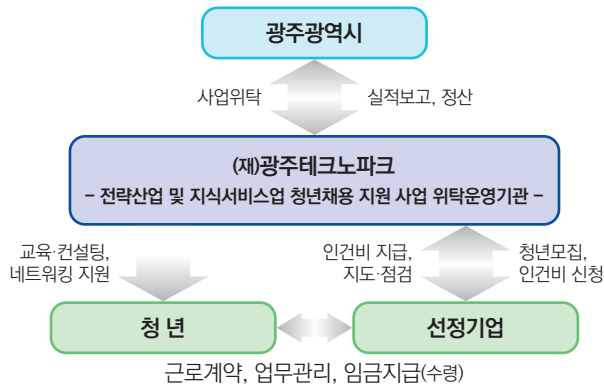 광주광역시
사업위탁
실적보고, 정산
(재)광주테크노파크
- 전략산업 및 지식서비스업 청년채용 지원 사업 위탁운영기관 -
교육·컨설팅,
네트워킹 지원
인건비 지급,
지도·점검
청년모집,
인건비 신청
청 년
선정기업
근로계약, 업무관리, 임금지급(수령)